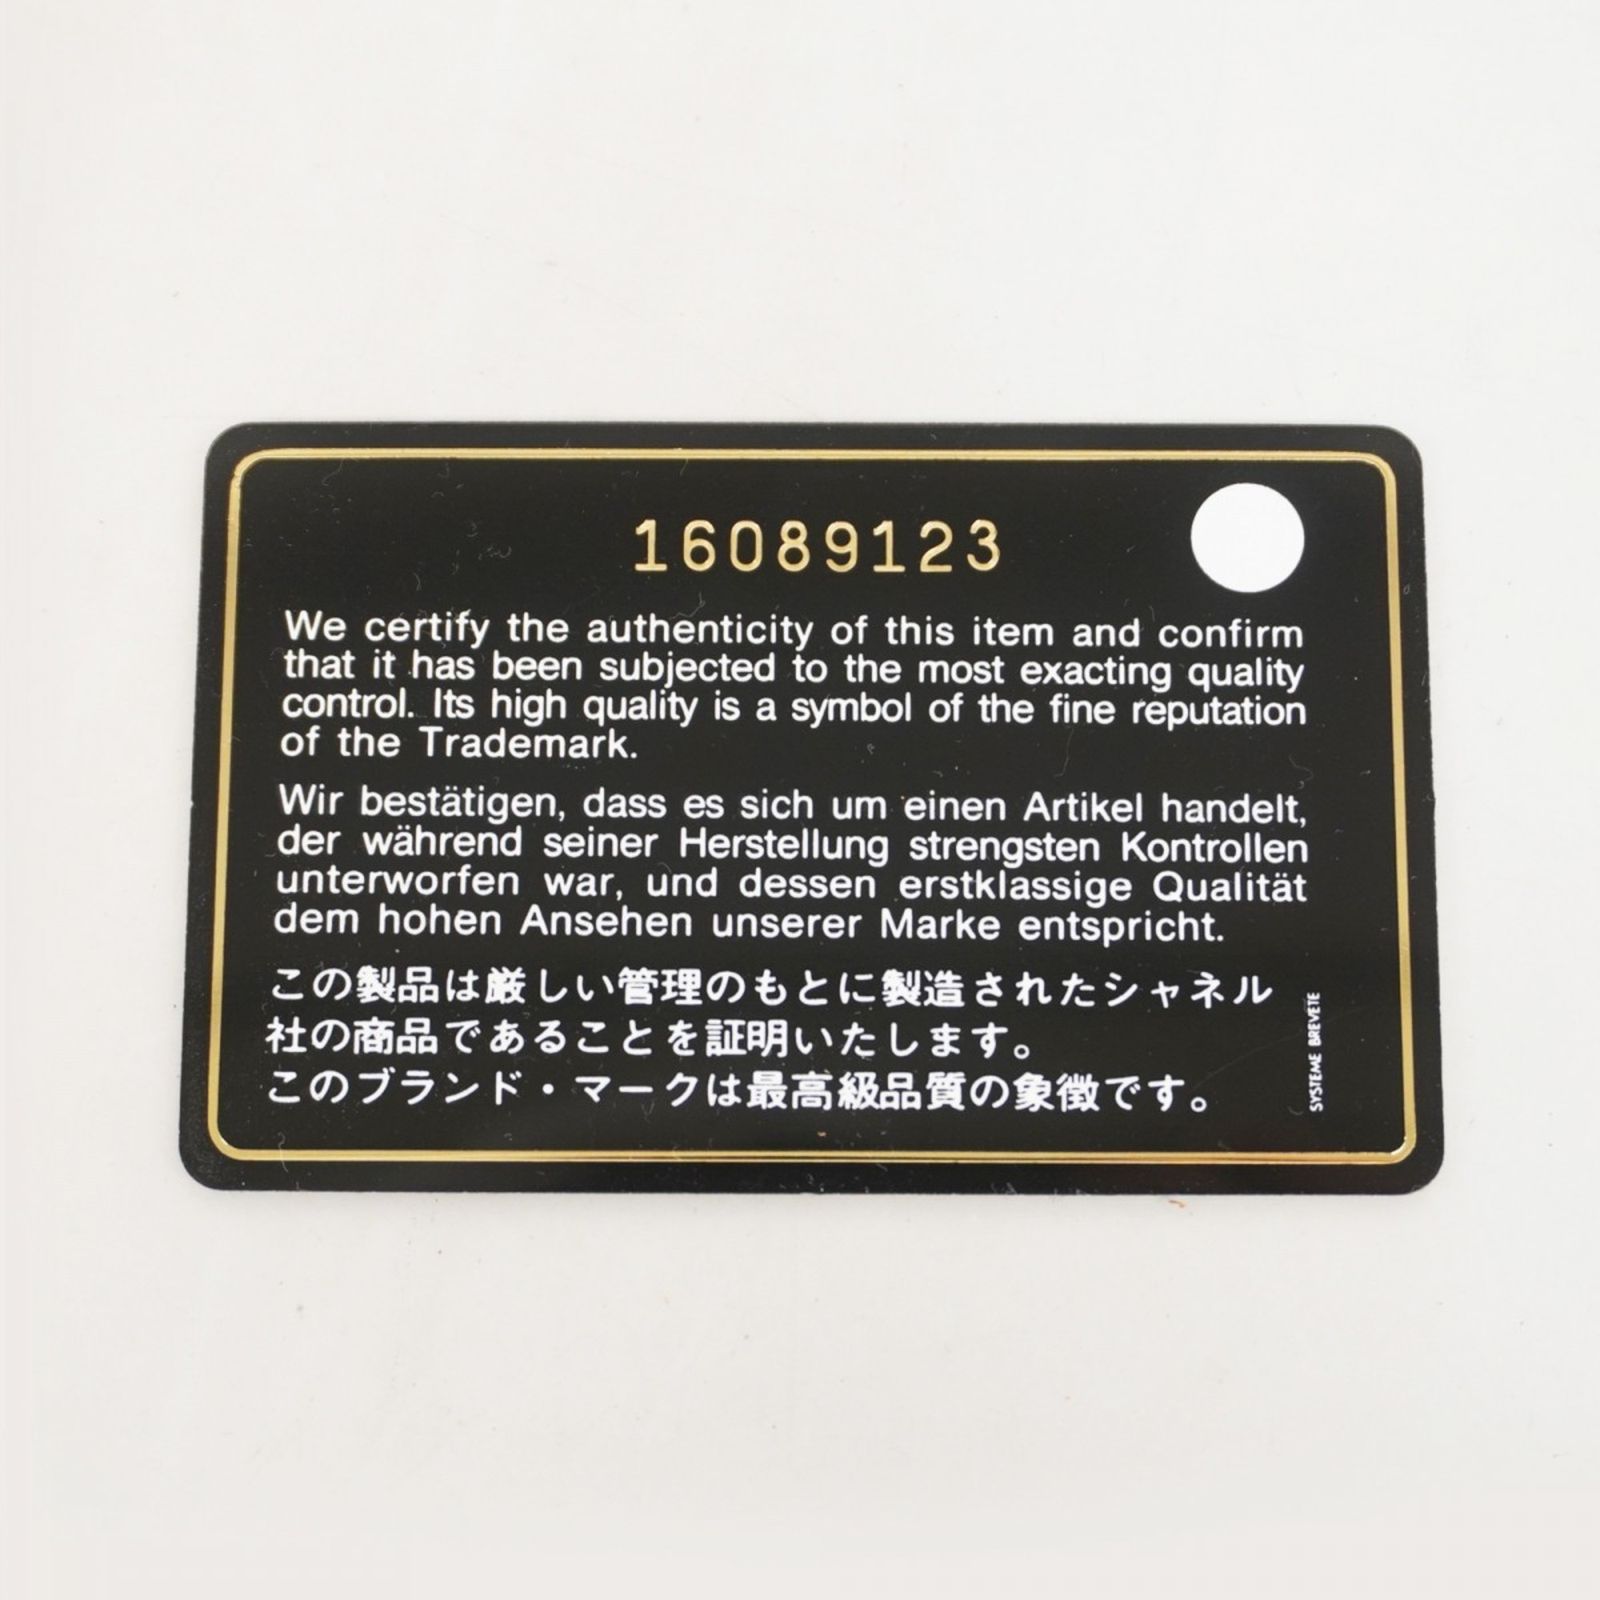 16089123
We certify the authenticity of this item and confirm
that it has been subjected to the most exacting quality
control. Its high quality is a symbol of the fine reputation
of the Trademark.
Wir bestätigen, dass es sich um einen Artikel handelt,
der während seiner Herstellung strengsten Kontrollen
unterworfen war, und dessen erstklassige Qualität
dem hohen Ansehen unserer Marke entspricht.
この製品は厳しい管理のもとに製造されたシャネル
社の商品であることを証明いたします。
このブランド・マークは最高級品質の象徴です。
SYSTEME BREVETE